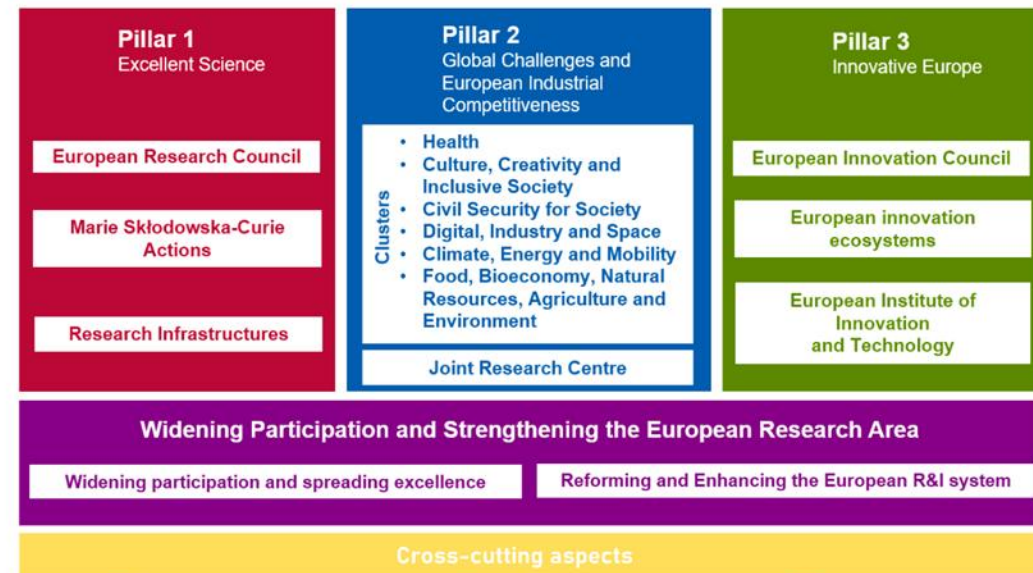 Pillar 1
Excellent Science
European Research Council
Marie Skłodowska-Curie
Actions
Research Infrastructures
Pillar 2
Global Challenges and
European Industrial
Competitiveness
Clusters
• Health
• Culture, Creativity and
Inclusive Society
• Civil Security for Society
• Digital, Industry and Space
• Climate, Energy and Mobility
• Food, Bioeconomy, Natural
Resources, Agriculture and
Environment
Joint Research Centre
Pillar 3
Innovative Europe
European Innovation Council
European innovation
ecosystems
European Institute of
Innovation
and Technology
Widening Participation and Strengthening the European Research Area
Widening participation and spreading excellence
Reforming and Enhancing the European R&I system
Cross-cutting aspects